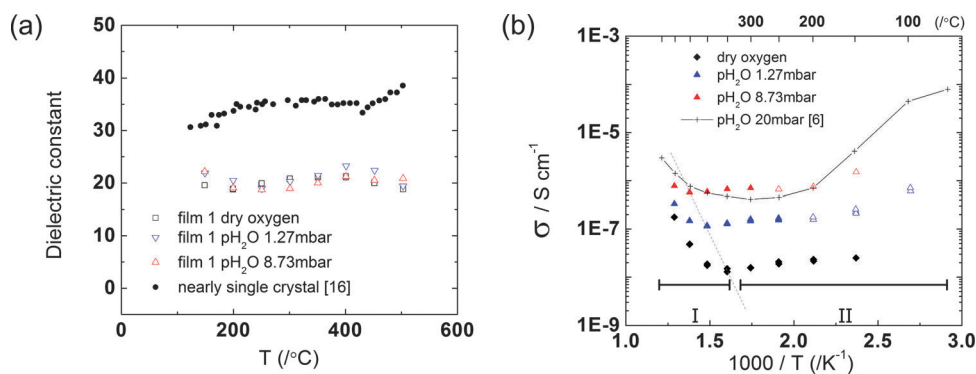 (a)
Dielectric constant
50
40
30
20
10
0
film 1 dry oxygen
film 1 pH₂O 1.27mbar
film 1 pH₂O 8.73mbar
nearly single crystal [16]
0 200 400 600
T (/°C)
(b)
300 200 100 (/°C)
σ / S cm⁻¹
1E-3
1E-5
1E-7
1E-9
dry oxygen
pH₂O 1.27mbar
pH₂O 8.73mbar
pH₂O 20mbar [6]
I II
1.0 1.5 2.0 2.5 3.0
1000 / T (/K⁻¹)